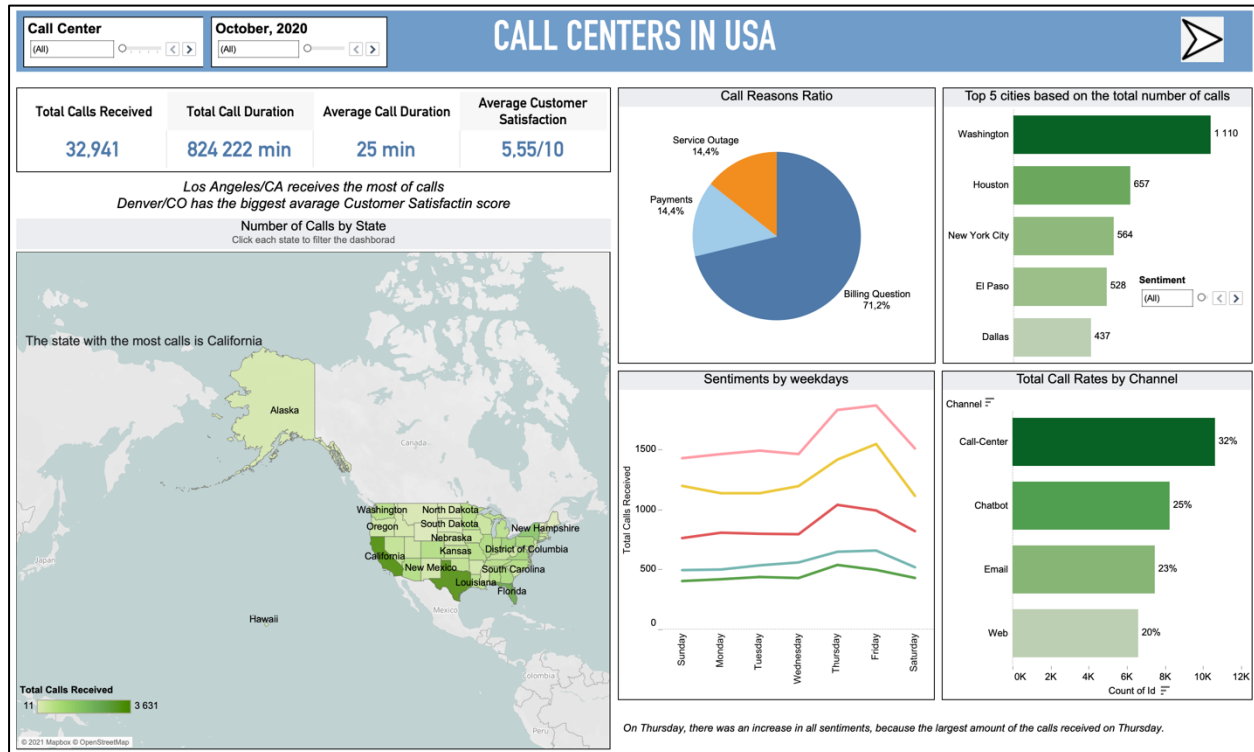 Call Center
(All)
October, 2020
(All)
CALL CENTERS IN USA
Total Calls Received
32,941
Total Call Duration
824 222 min
Average Call Duration
25 min
Average Customer
Satisfaction
5,55/10
Los Angeles/CA receives the most of calls
Denver/CO has the biggest avarage Customer Satisfactin score
Number of Calls by State
Click each state to filter the dashborad
The state with the most calls is California
Alaska
Canada
Washington
North Dakota
Oregon
South Dakota
New Hampshire
Nebraska
California
Kansas
District of Columbia
New Mexico
South Carolina
Louisiana
Florida
Japan
Mexico
Hawaii
Colombia
Peru
Total Calls Received
11
3 631
© 2021 Mapbox © OpenStreetMap
Call Reasons Ratio
Service Outage
14,4%
Payments
14,4%
Billing Question
71,2%
Top 5 cities based on the total number of calls
Washington
1 110
Houston
657
New York City
564
El Paso
528
Dallas
437
Sentiment
(All)
Sentiments by weekdays
Total Calls Received
1500
1000
500
0
Sunday
Monday
Tuesday
Wednesday
Thursday
Friday
Saturday
Total Call Rates by Channel
Channel
Call-Center
32%
Chatbot
25%
Email
23%
Web
20%
0K 2K 4K 6K 8K 10K 12K
Count of Id
On Thursday, there was an increase in all sentiments, because the largest amount of the calls received on Thursday.